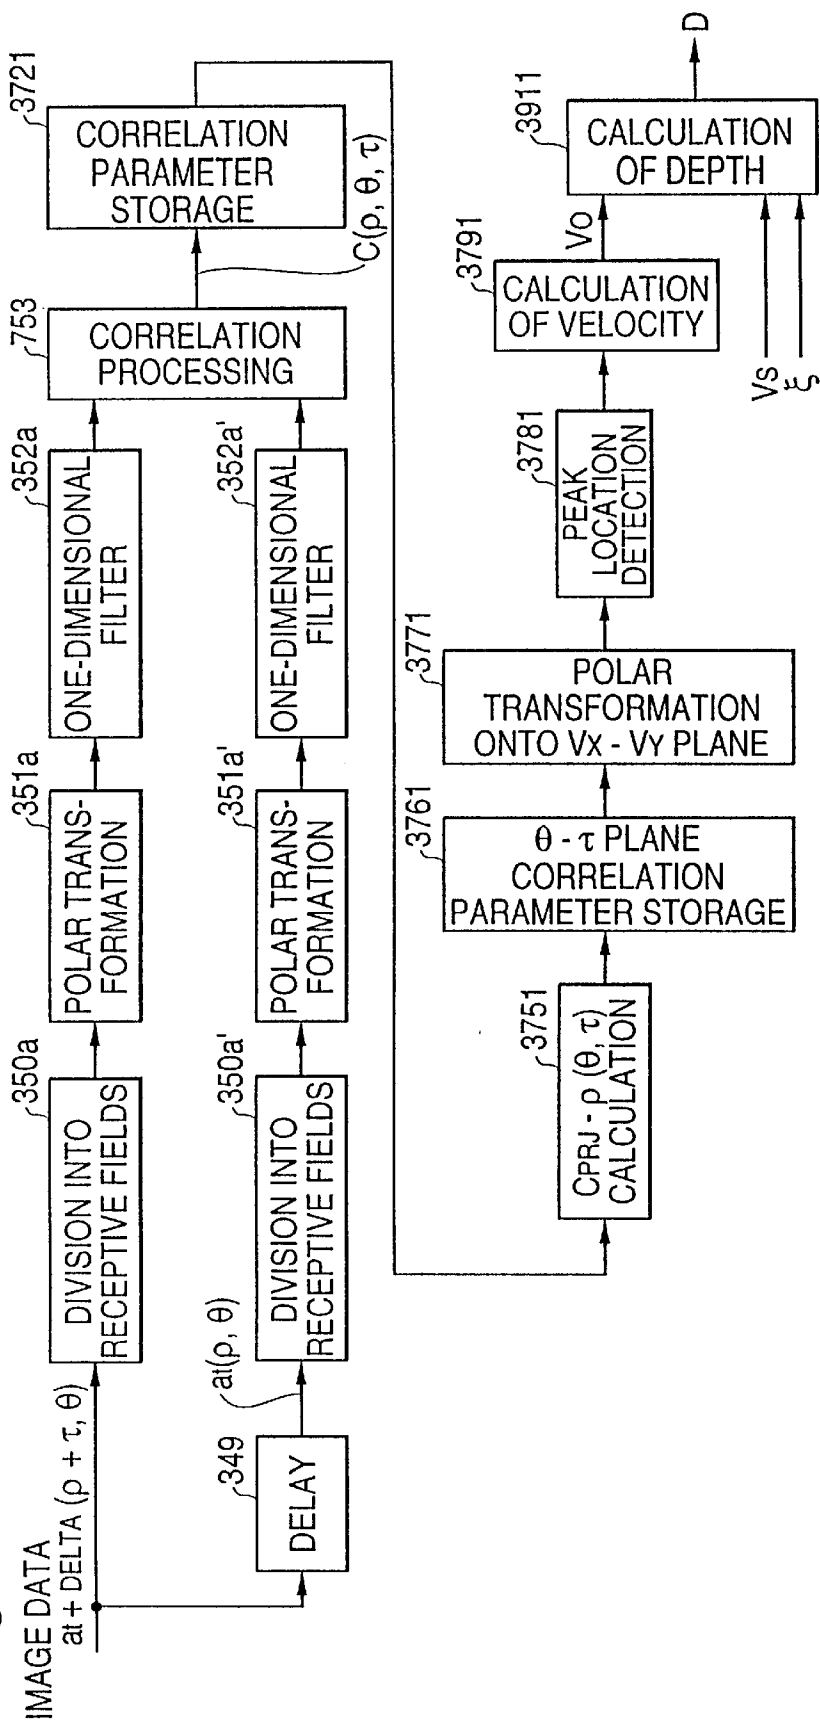 IMAGE DATA
at + DELTA (ρ + τ, θ)
350a
DIVISION INTO
RECEPTIVE FIELDS
351a
POLAR TRANS-
FORMATION
352a
ONE-DIMENSIONAL
FILTER
753
CORRELATION
PROCESSING
3721
CORRELATION
PARAMETER
STORAGE
C(ρ, θ, τ)
349
DELAY
at(ρ, θ)
350a'
DIVISION INTO
RECEPTIVE FIELDS
351a'
POLAR TRANS-
FORMATION
352a'
ONE-DIMENSIONAL
FILTER
3751
CPRJ - ρ (θ, τ)
CALCULATION
3761
θ - τ PLANE
CORRELATION
PARAMETER STORAGE
3771
POLAR
TRANSFORMATION
ONTO VX - VY PLANE
3781
PEAK
LOCATION
DETECTION
3791
CALCULATION
OF VELOCITY
Vo
3911
CALCULATION
OF DEPTH
D
Vs
ξ